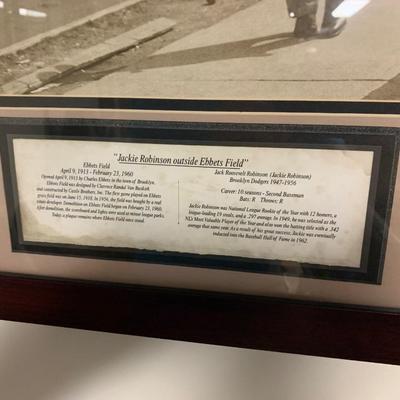 "Jackie Robinson outside Ebbets Field"
Ebbets Field
April 9, 1913 - February 23, 1960
Opened April 9, 1913 by Charles Ebbets in the town of Brooklyn.
Ebbets Field was designed by Clarence Randal Van Buskirk
and constructed by Castle Brothers, Inc. The first game played on Ebbets
grass field was on June 15, 1938. In 1956, the field was bought by a real
estate developer. Demolition on Ebbets Field began on February 23, 1960.
After demolition, the scoreboard and lights were used at minor league parks.
Today a plaque remains where Ebbets Field once stood.
Jack Roosevelt Robinson (Jackie Robinson)
Brooklyn Dodgers 1947-1956
Career: 10 seasons - Second Baseman
Bats: R Throws: R
Jackie Robinson was National League Rookie of the Year with 12 homers, a
league-leading 19 steals, and a .297 average. In 1949, he was selected as the
NL's Most Valuable Player of the Year and also won the batting title with a .342
average that same year. As a result of his great success, Jackie was eventually
inducted into the Baseball Hall of Fame in 1962.